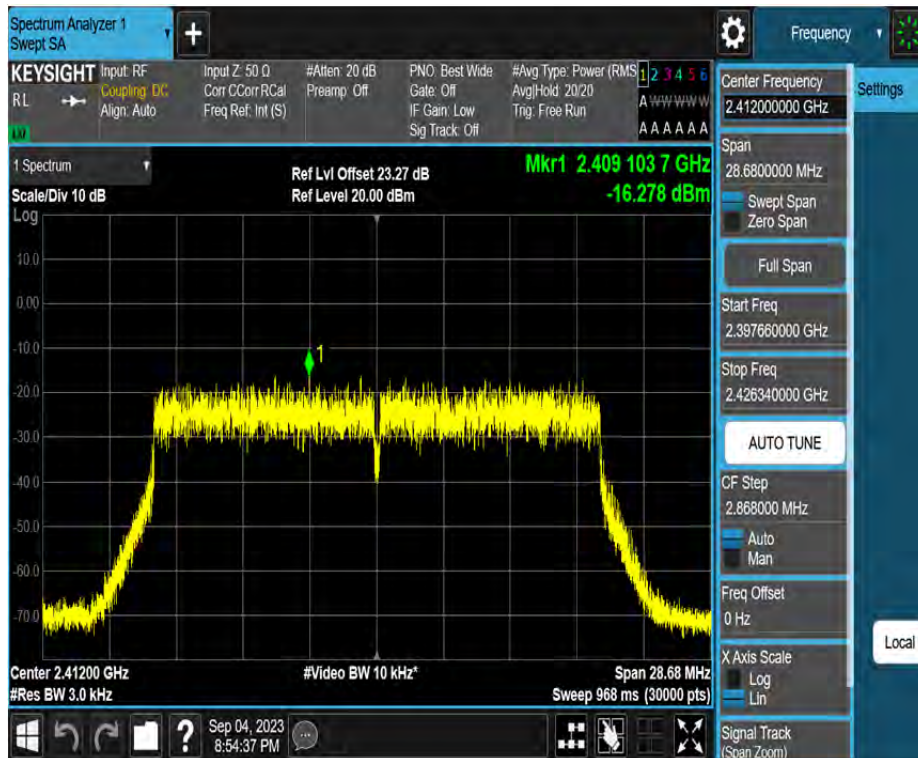 Spectrum Analyzer 1
Swept SA
+
Frequency
KEYSIGHT
RL
Input: RF
Coupling: DC
Align: Auto
Input Z: 50 Ω
Corr CCorr RCal
Freq Ref: Int (S)
#Atten: 20 dB
Preamp: Off
PNO: Best Wide
Gate: Off
IF Gain: Low
Sig Track: Off
#Avg Type: Power (RMS
Avg|Hold: 20/20
Trig: Free Run
1 2 3 4 5 6
A W W W W W
A A A A A A
1 Spectrum
Scale/Div 10 dB
Log
Ref Lvl Offset 23.27 dB
Ref Level 20.00 dBm
Mkr1 2.409 103 7 GHz
-16.278 dBm
10.0
0.00
-10.0
-20.0
-30.0
-40.0
-50.0
-60.0
-70.0
1
Center 2.41200 GHz
#Res BW 3.0 kHz
#Video BW 10 kHz*
Span 28.68 MHz
Sweep 968 ms (30000 pts)
?
Sep 04, 2023
8:54:37 PM
Center Frequency
2.412000000 GHz
Span
28.6800000 MHz
Swept Span
Zero Span
Full Span
Start Freq
2.397660000 GHz
Stop Freq
2.426340000 GHz
AUTO TUNE
CF Step
2.868000 MHz
Auto
Man
Freq Offset
0 Hz
X Axis Scale
Log
Lin
Signal Track
(Span Zoom)
Settings
Local